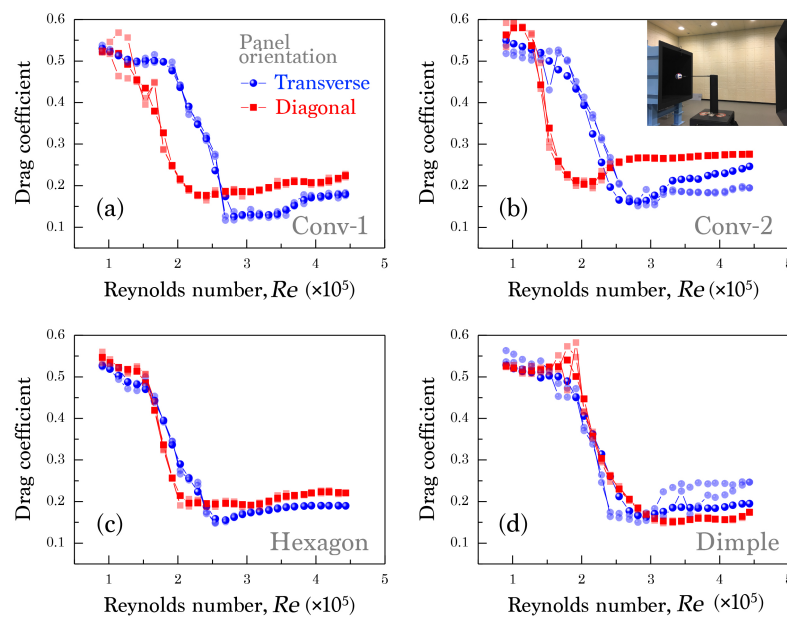 0.6
0.5
0.4
0.3
0.2
0.1
Drag coefficient
Panel
orientation
Transverse
Diagonal
(a)
Conv-1
1 2 3 4 5
Reynolds number, Re (×10⁵)
0.6
0.5
0.4
0.3
0.2
0.1
Drag coefficient
(b)
Conv-2
1 2 3 4 5
Reynolds number, Re (×10⁵)
0.6
0.5
0.4
0.3
0.2
0.1
Drag coefficient
(c)
Hexagon
1 2 3 4 5
Reynolds number, Re (×10⁵)
0.6
0.5
0.4
0.3
0.2
0.1
Drag coefficient
(d)
Dimple
1 2 3 4 5
Reynolds number, Re (×10⁵)